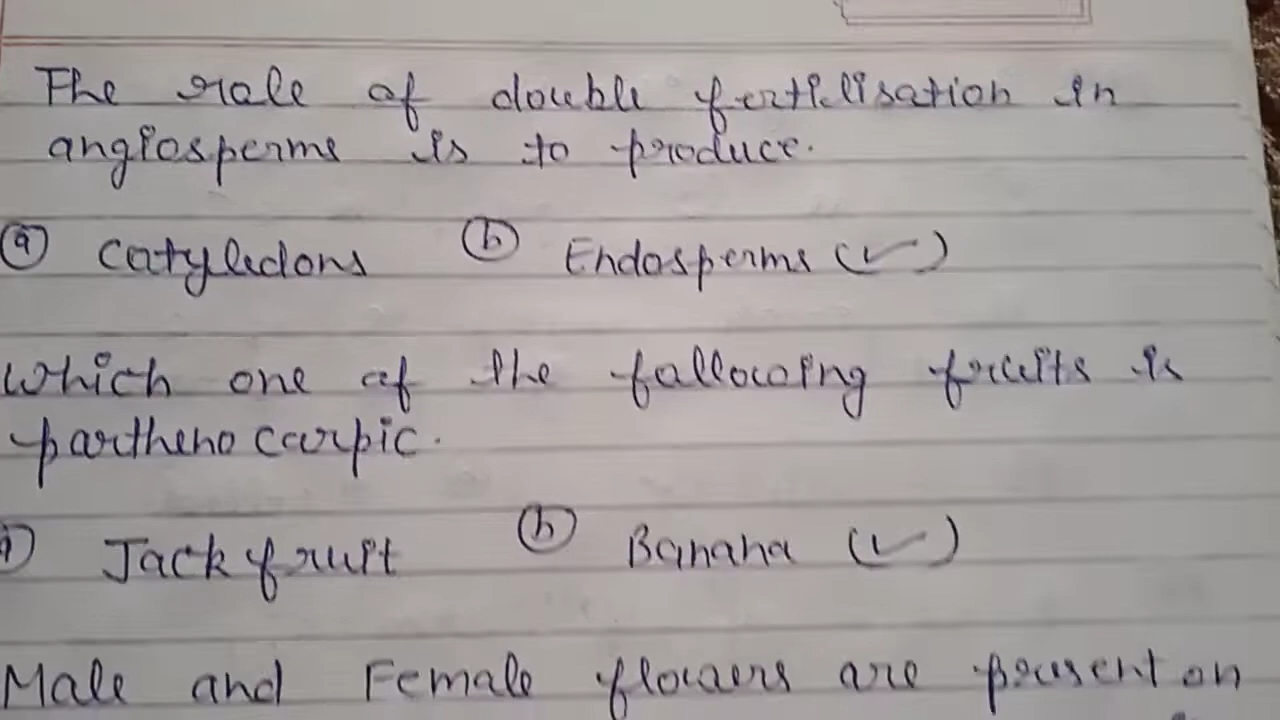 The role of double fertilisation in
angiosperms is to produce.
(a) Cotyledons (b) Endosperms (✓)
Which one of the following fruits is
parthenocarpic.
Jackfruit (b) Banana (✓)
Male and Female flowers are present on